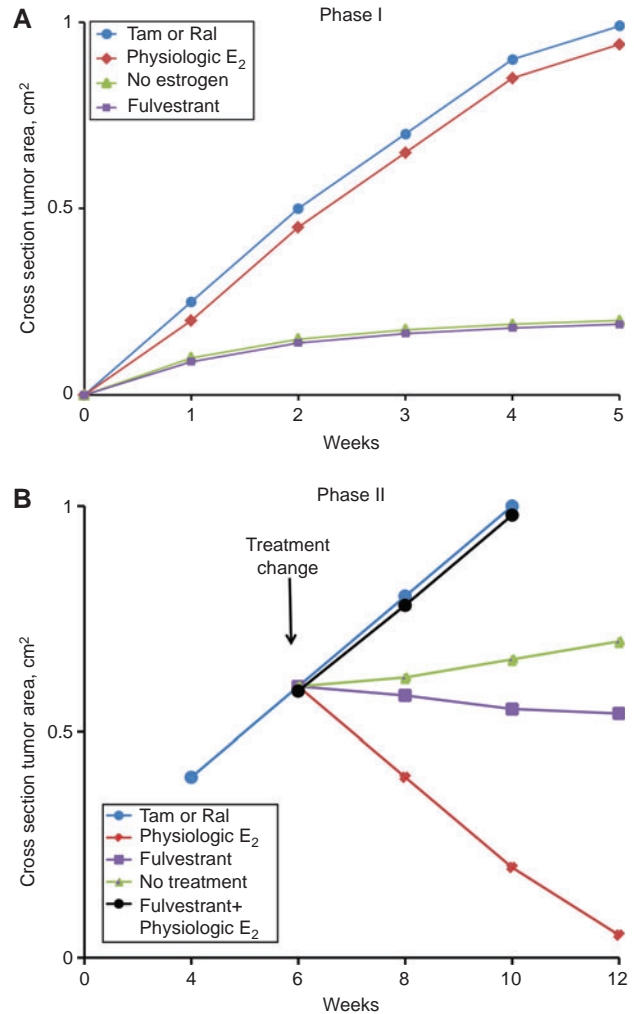 A
Phase I
1
Tam or Ral
Physiologic E₂
No estrogen
Fulvestrant
Cross section tumor area, cm²
0.5
0
0
1
2
3
4
5
Weeks
B
Phase II
1
Treatment
change
Cross section tumor area, cm²
0.5
Tam or Ral
Physiologic E₂
Fulvestrant
No treatment
Fulvestrant+
Physiologic E₂
0
0
4
6
8
10
12
Weeks